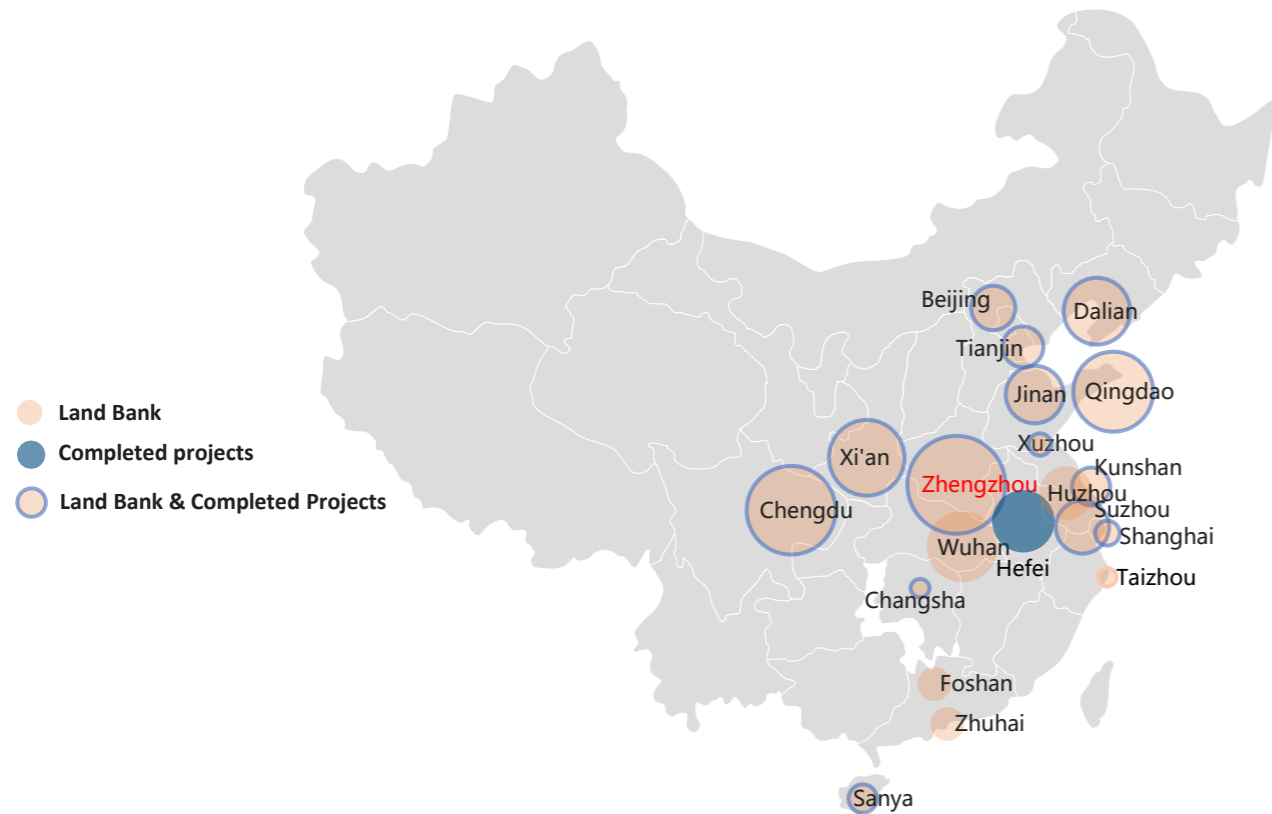 Beijing
Dalian
Tianjin
Jinan
Qingdao
Land Bank
Completed projects
Land Bank & Completed Projects
Xuzhou
Xi'an
Kunshan
Zhengzhou
Huzhou
Chengdu
Suzhou
Shanghai
Wuhan
Hefei
Taizhou
Changsha
Foshan
Zhuhai
Sanya